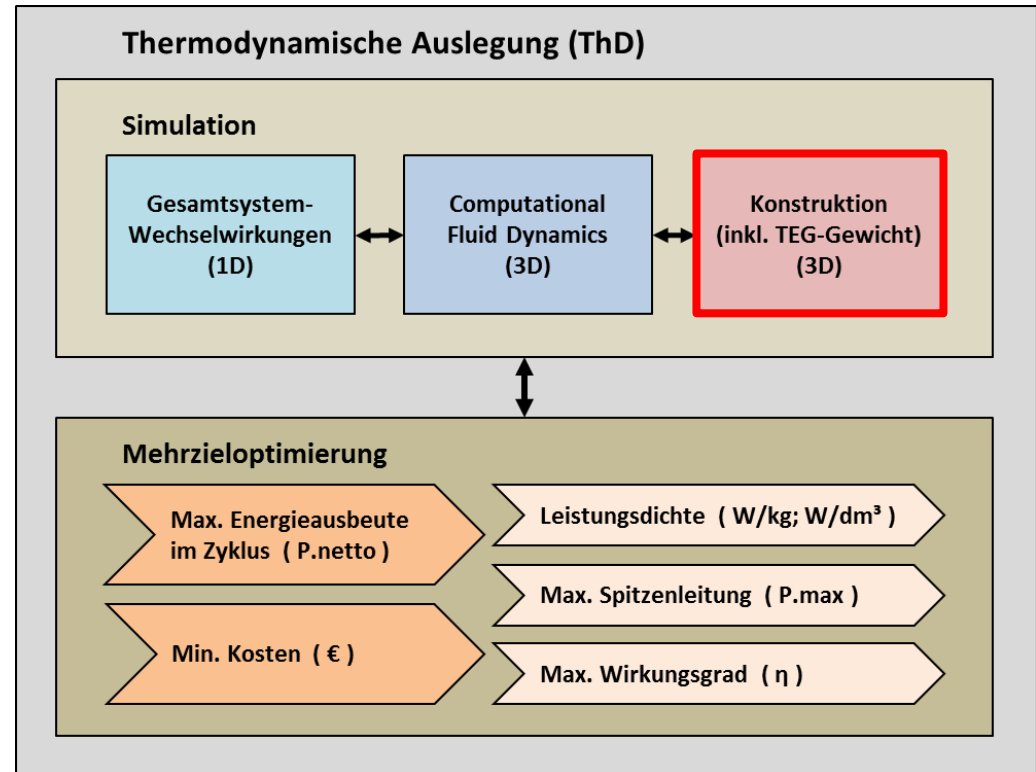 Thermodynamische Auslegung (ThD)
Simulation
Gesamtsystem-
Wechselwirkungen
(1D)
Computational
Fluid Dynamics
(3D)
Konstruktion
(inkl. TEG-Gewicht)
(3D)
Mehrzieloptimierung
Max. Energieausbeute
im Zyklus ( P.netto )
Min. Kosten ( € )
Leistungsdichte ( W/kg; W/dm³ )
Max. Spitzenleitung ( P.max )
Max. Wirkungsgrad ( η )